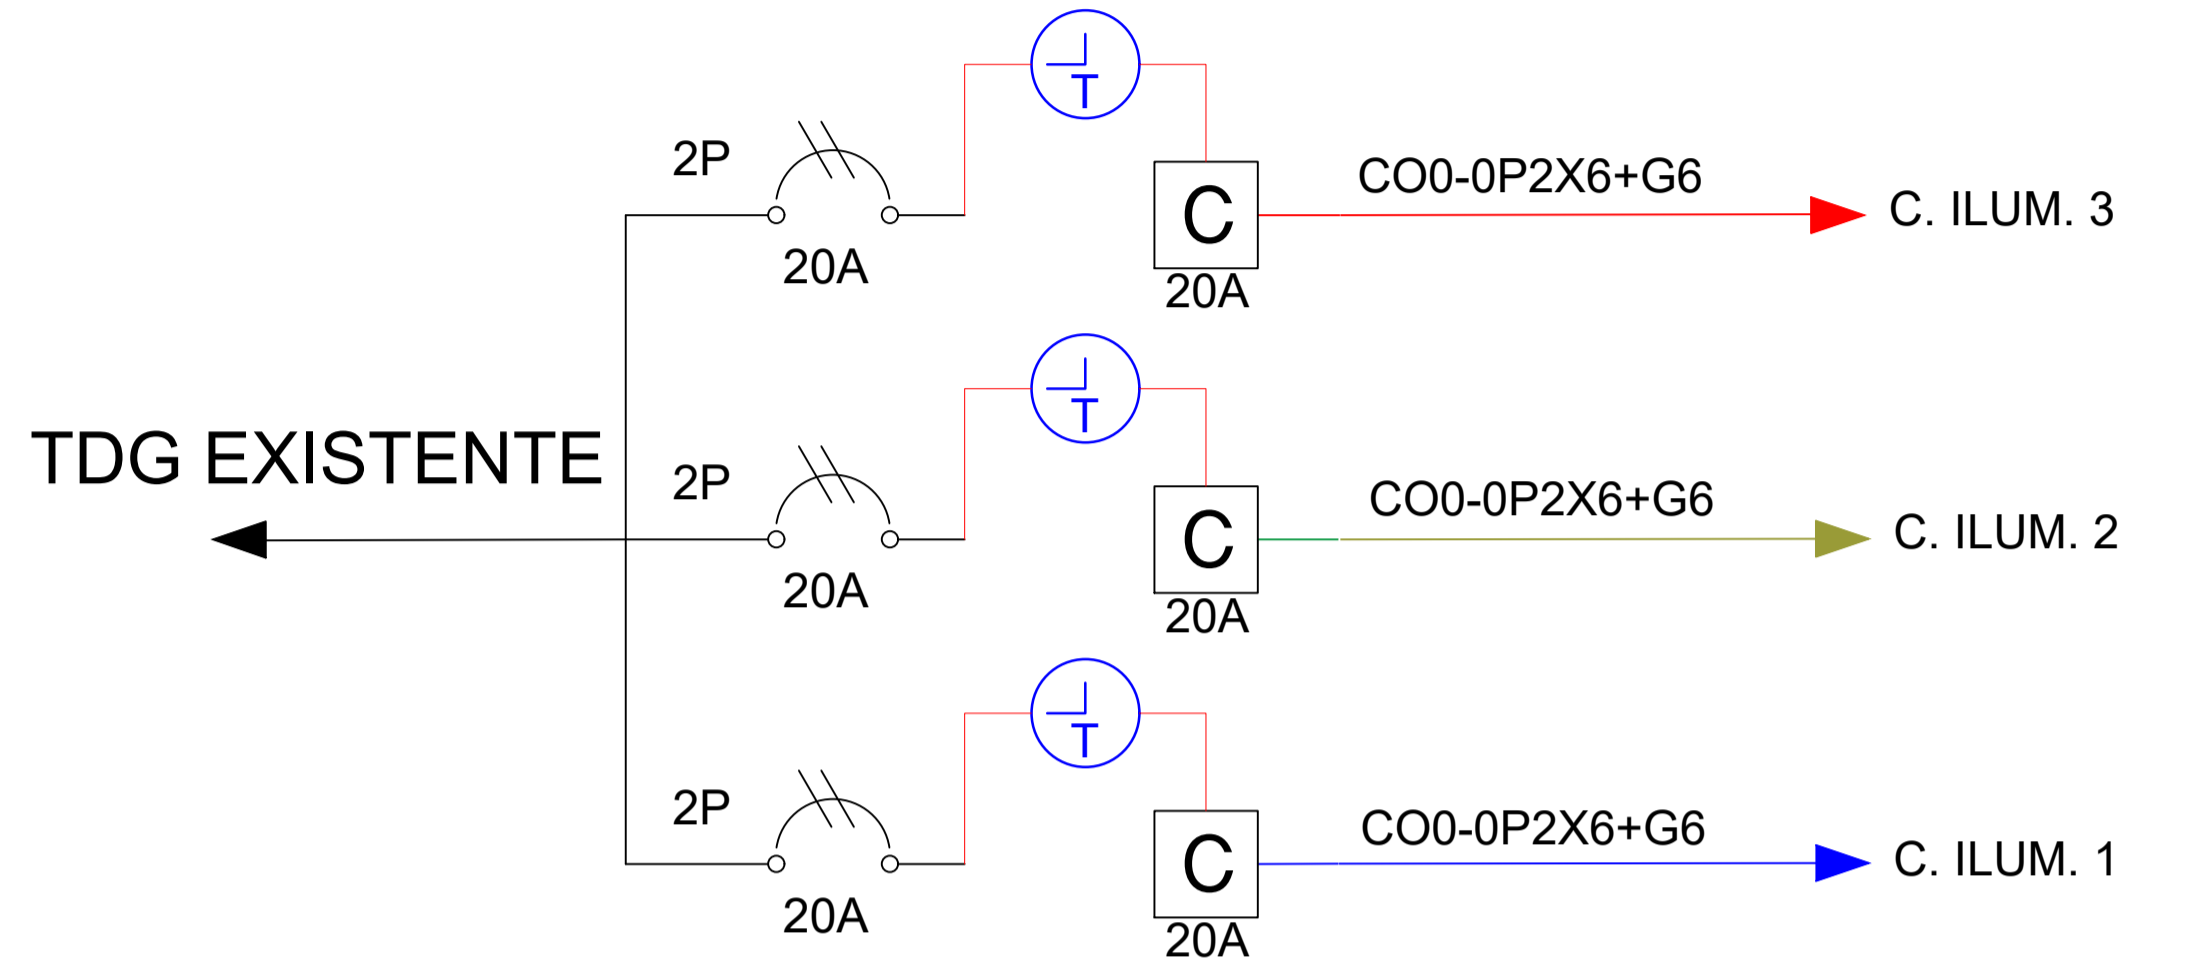 T
2P
20A
C
20A
CO0-0P2X6+G6
C. ILUM. 3
TDG EXISTENTE
T
2P
20A
C
20A
CO0-0P2X6+G6
C. ILUM. 2
T
2P
20A
C
20A
CO0-0P2X6+G6
C. ILUM. 1